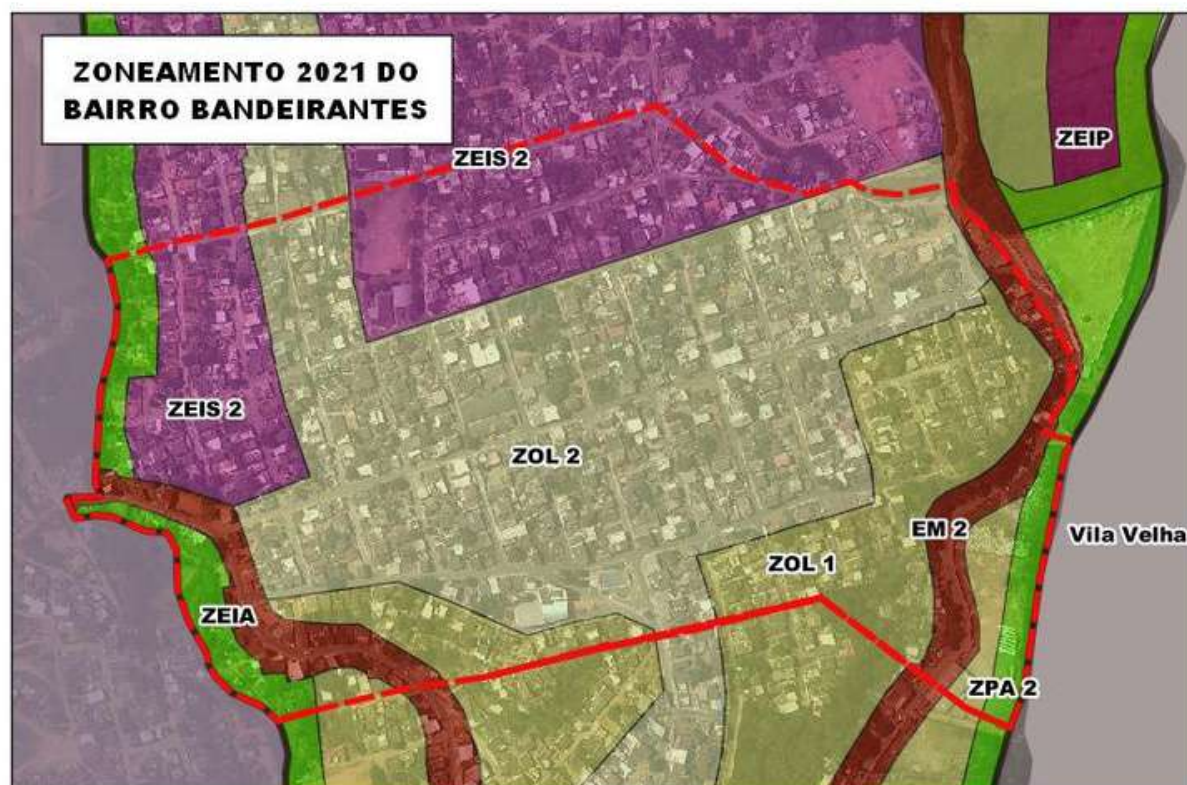 ZONEAMENTO 2021 DO
BAIRRO BANDEIRANTES
ZEIP
ZEIS 2
ZEIS 2
ZOL 2
EM 2
Vila Velha
ZOL 1
ZEIA
ZPA 2